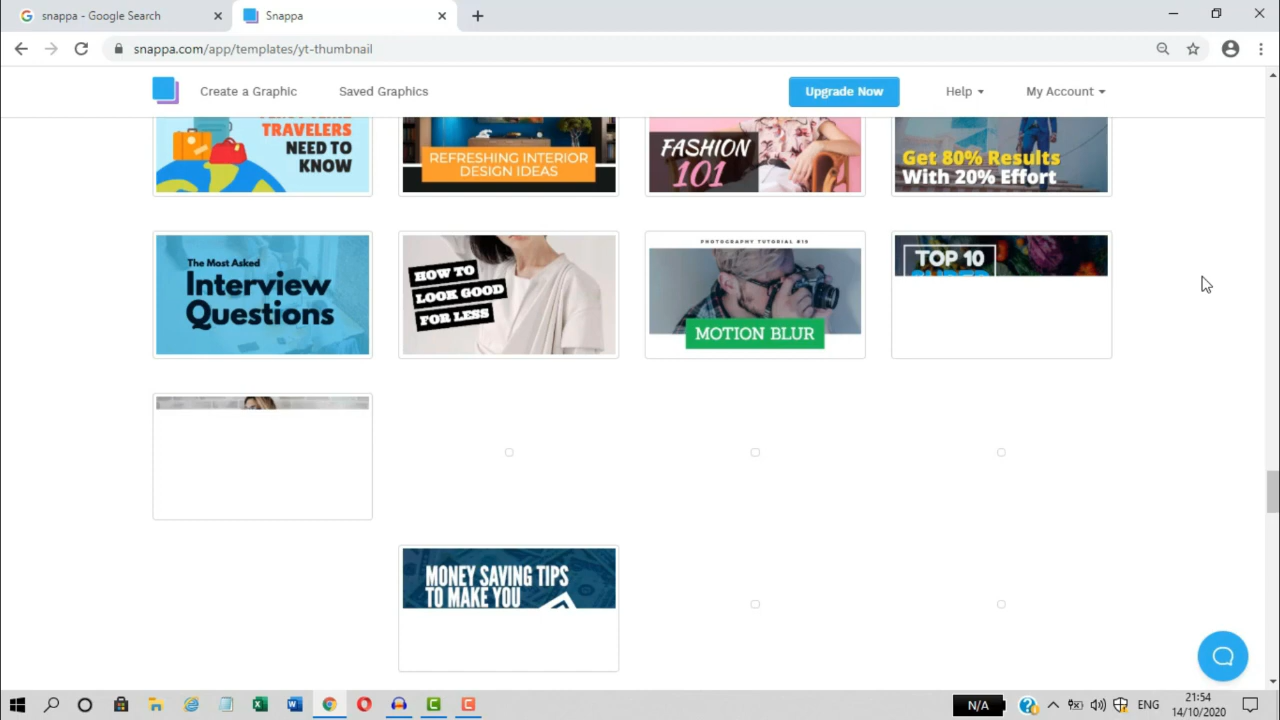 snappa - Google Search
Snappa
snappa.com/app/templates/yt-thumbnail
Create a Graphic
Saved Graphics
Upgrade Now
Help
My Account
TRAVELERS
NEED TO
KNOW
REFRESHING INTERIOR
DESIGN IDEAS
FASHION
101
Get 80% Results
With 20% Effort
The Most Asked
Interview
Questions
HOW TO
LOOK GOOD
FOR LESS
PHOTOGRAPHY TUTORIAL #15
MOTION BLUR
TOP 10
MONEY SAVING TIPS
TO MAKE YOU
N/A
ENG
21:54
14/10/2020